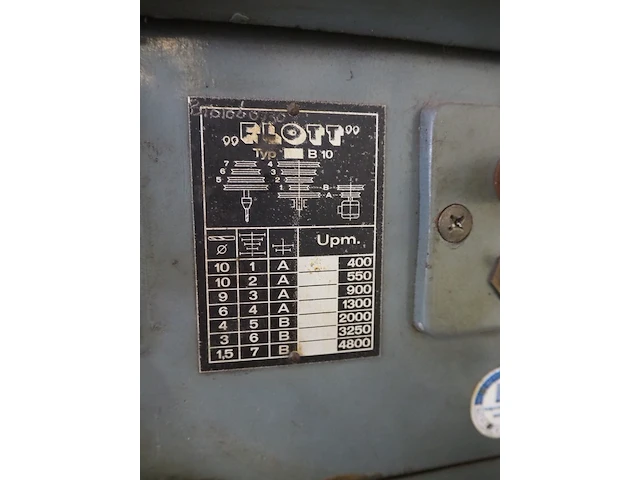 „FLOTT“
Typ B 10
7 4
6 3
5 2
1 B
A
Ø Upm.
10 1 A 400
10 2 A 550
9 3 A 900
6 4 A 1300
4 5 B 2000
3 6 B 3250
1,5 7 B 4800